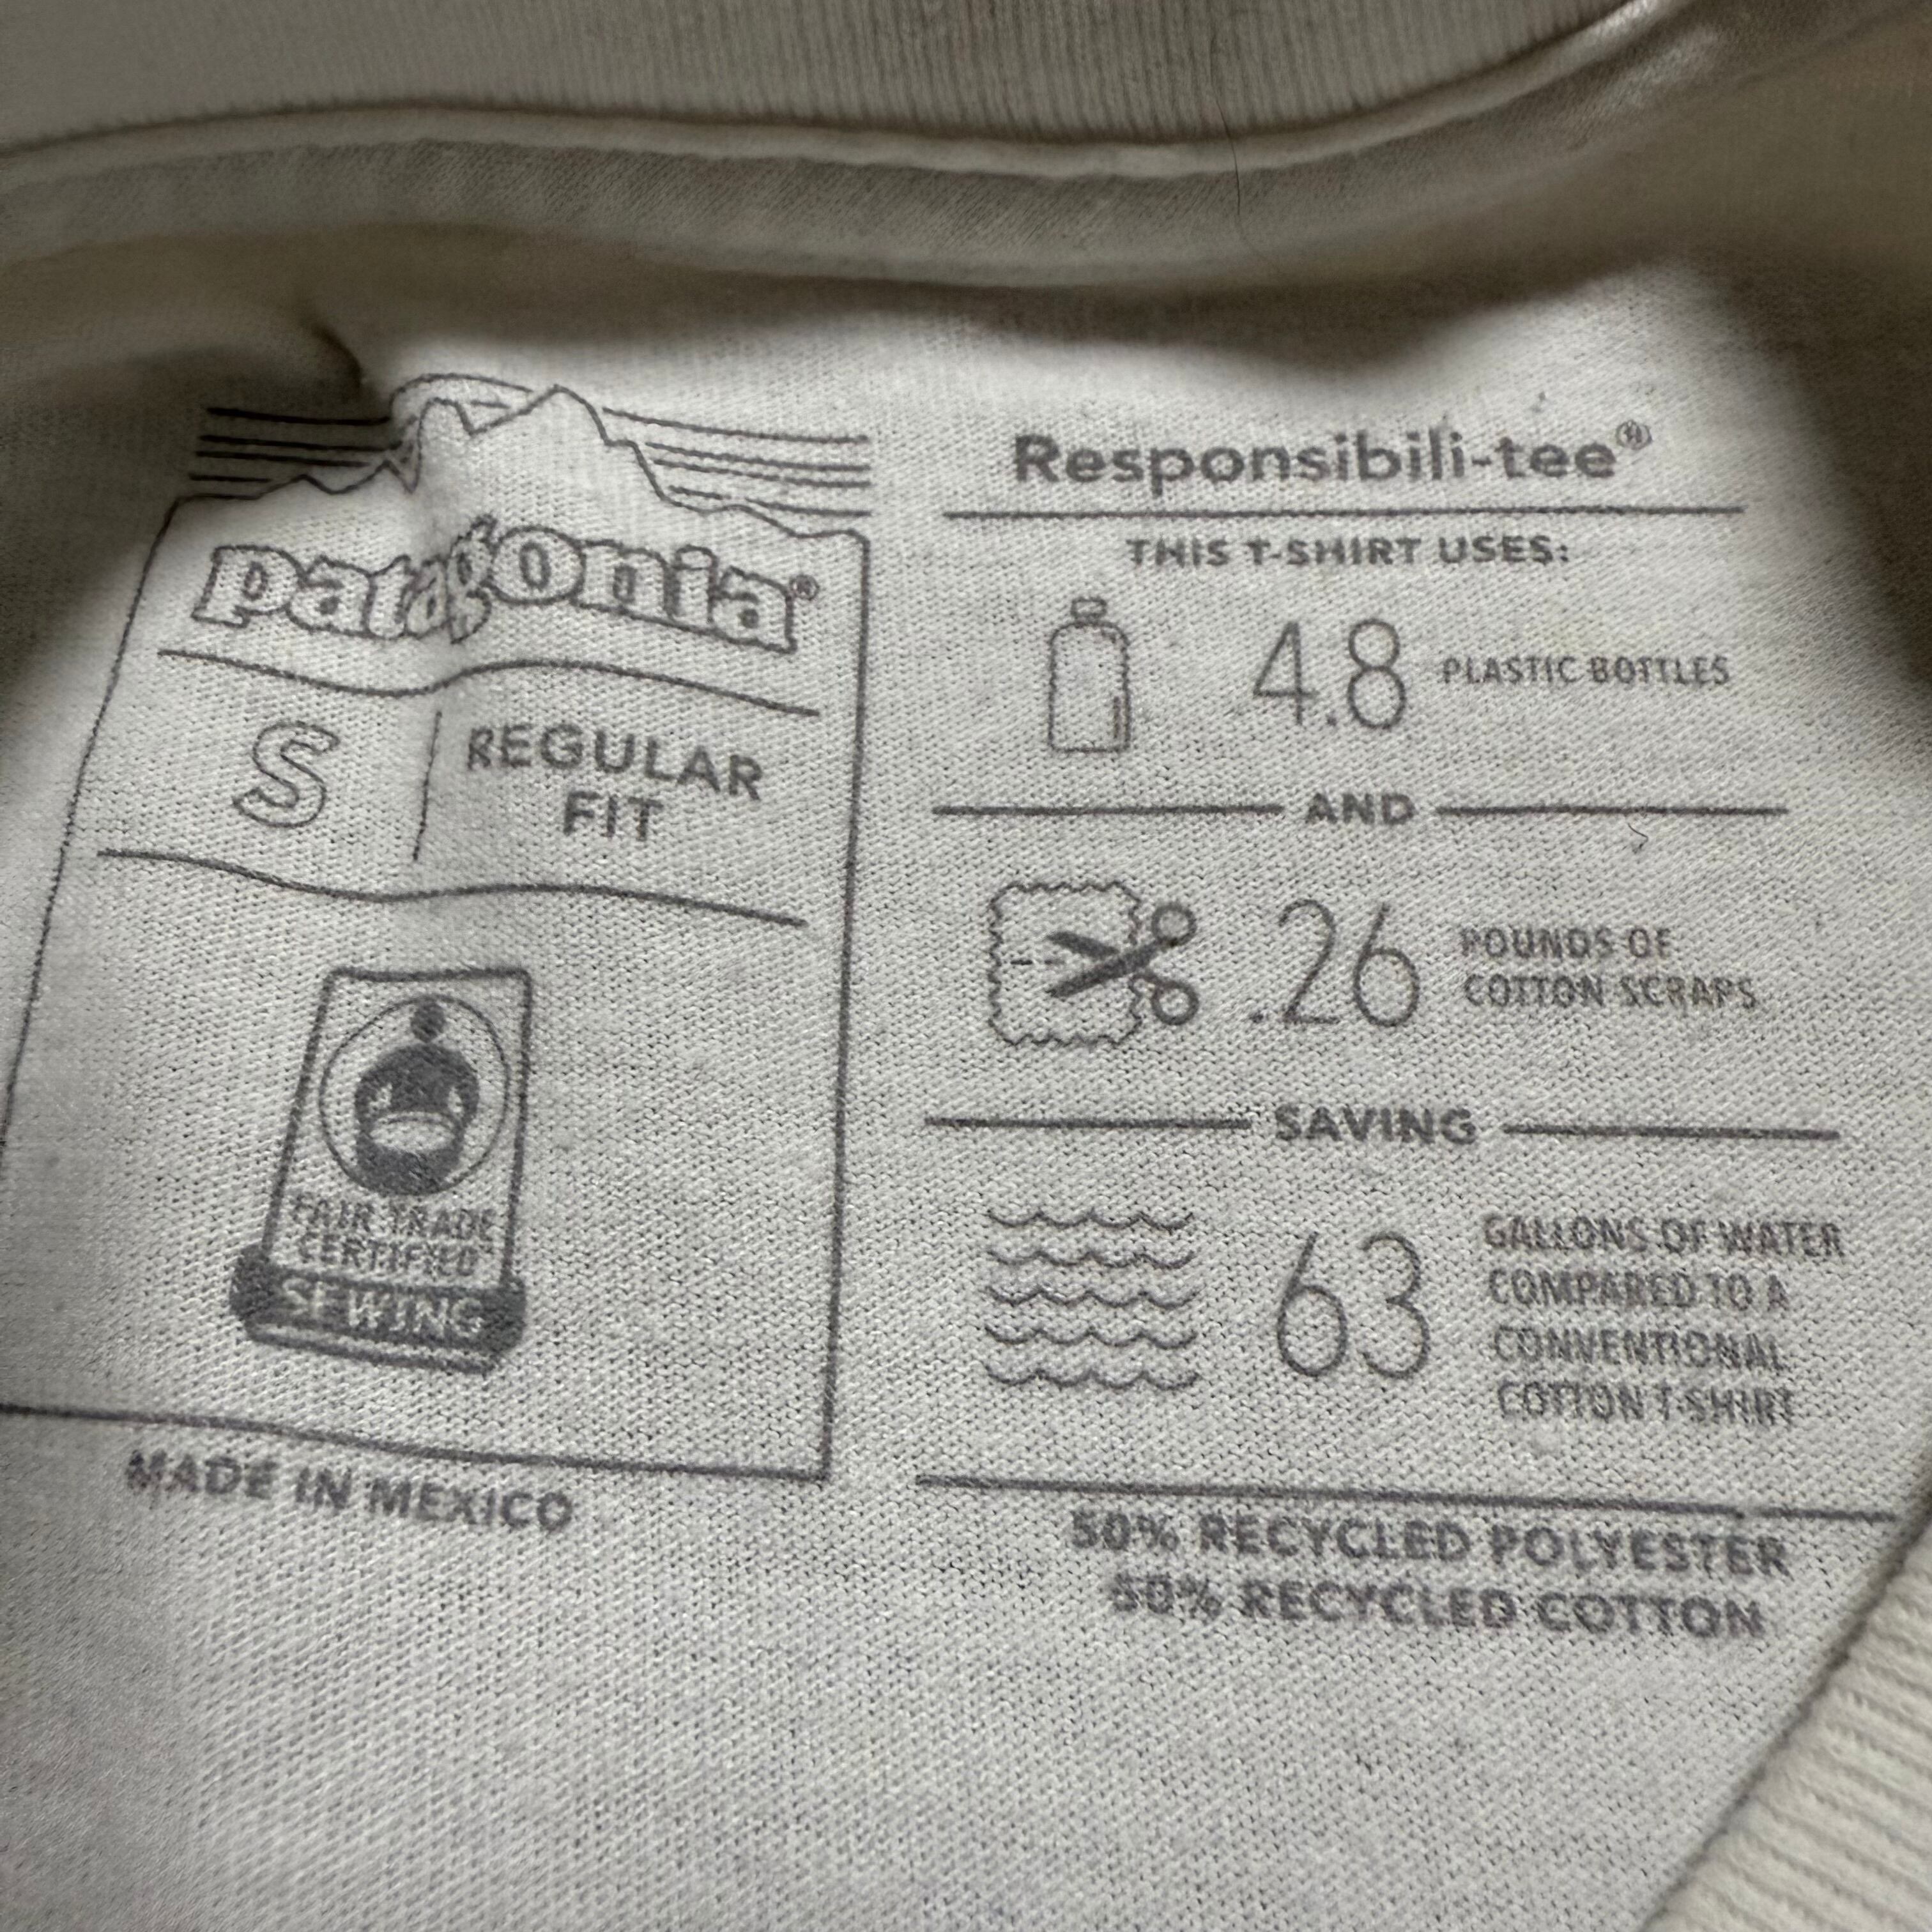 patagonia®
S
REGULAR
FIT
FAIR TRADE
CERTIFIED
SEWING
MADE IN MEXICO
Responsibili-tee®
THIS T-SHIRT USES:
4.8 PLASTIC BOTTLES
AND
.26 POUNDS OF
COTTON SCRAPS
SAVING
63 GALLONS OF WATER
COMPARED TO A
CONVENTIONAL
COTTON T-SHIRT
50% RECYCLED POLYESTER
50% RECYCLED COTTON